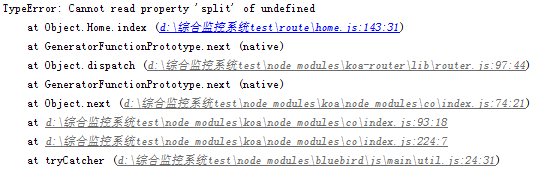 TypeError: Cannot read property 'split' of undefined
at Object.Home.index (d:\综合监控系统test\route\home.js:143:31)
at GeneratorFunctionPrototype.next (native)
at Object.dispatch (d:\综合监控系统test\node_modules\koa-router\lib\router.js:97:44)
at GeneratorFunctionPrototype.next (native)
at Object.next (d:\综合监控系统test\node_modules\koa\node_modules\co\index.js:74:21)
at d:\综合监控系统test\node_modules\koa\node_modules\co\index.js:93:18
at d:\综合监控系统test\node_modules\koa\node_modules\co\index.js:224:7
at tryCatcher (d:\综合监控系统test\node_modules\bluebird\js\main\util.js:24:31)